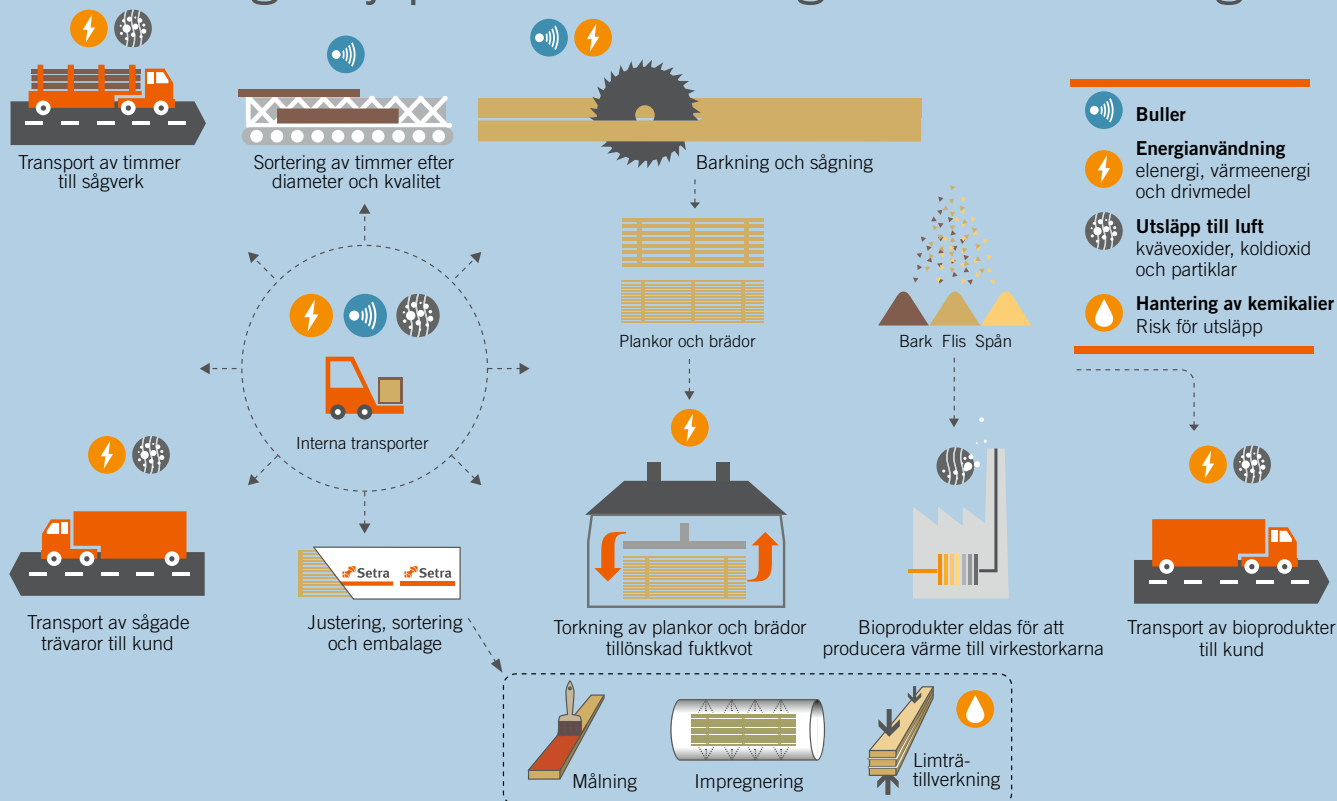 Transport av timmer
till sågverk
Sortering av timmer efter
diameter och kvalitet
Barkning och sågning
Buller
Energianvändning
elenergi, värmeenergi
och drivmedel
Utsläpp till luft
kväveoxider, koldioxid
och partiklar
Hantering av kemikalier
Risk för utsläpp
Plankor och brädor
Bark Flis Spån
Interna transporter
Transport av sågade
trävaror till kund
Setra Setra
Justering, sortering
och embalage
Torkning av plankor och brädor
tillönskad fuktkvot
Bioprodukter eldas för att
producera värme till virkestorkarna
Transport av bioprodukter
till kund
Målning
Impregnering
Limträ-
tillverkning